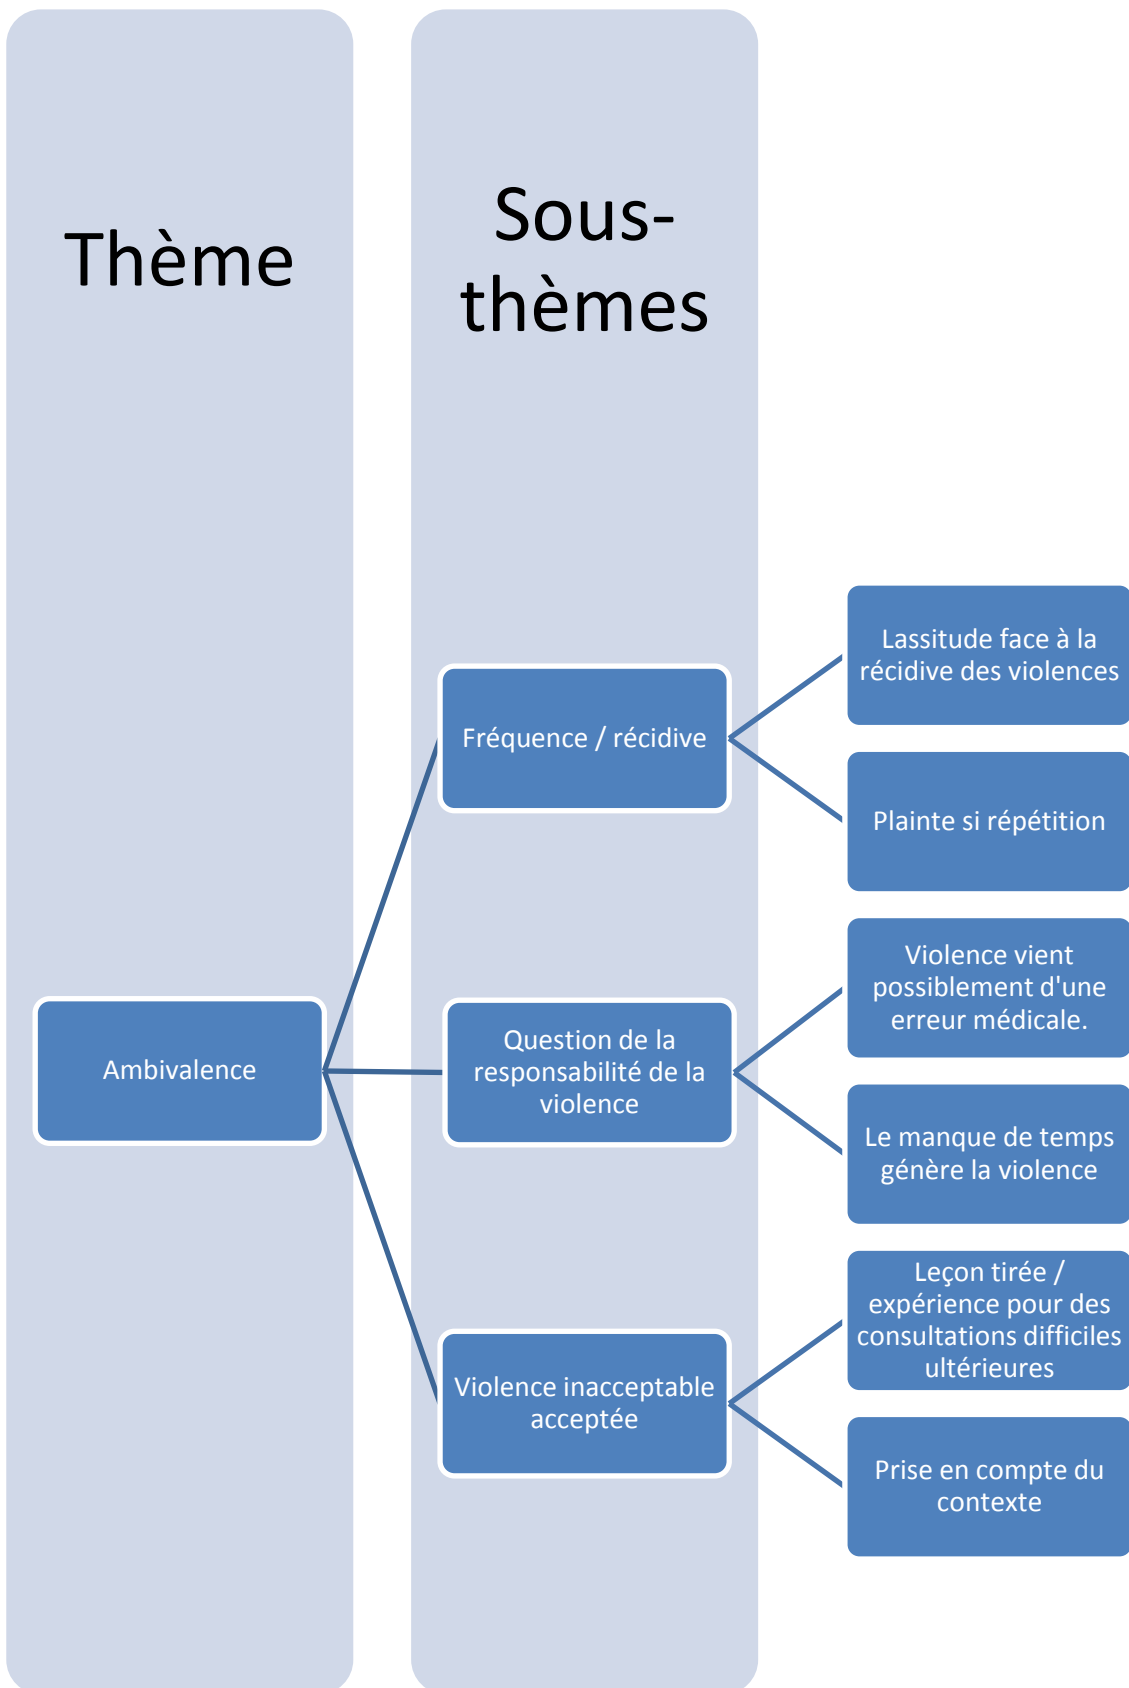 Thème
Sous-
thèmes
Ambivalence
Fréquence / récidive
Lassitude face à la
récidive des violences
Plainte si répétition
Question de la
responsabilité de la
violence
Violence vient
possiblement d'une
erreur médicale.
Le manque de temps
génère la violence
Violence inacceptable
acceptée
Leçon tirée /
expérience pour des
consultations difficiles
ultérieures
Prise en compte du
contexte